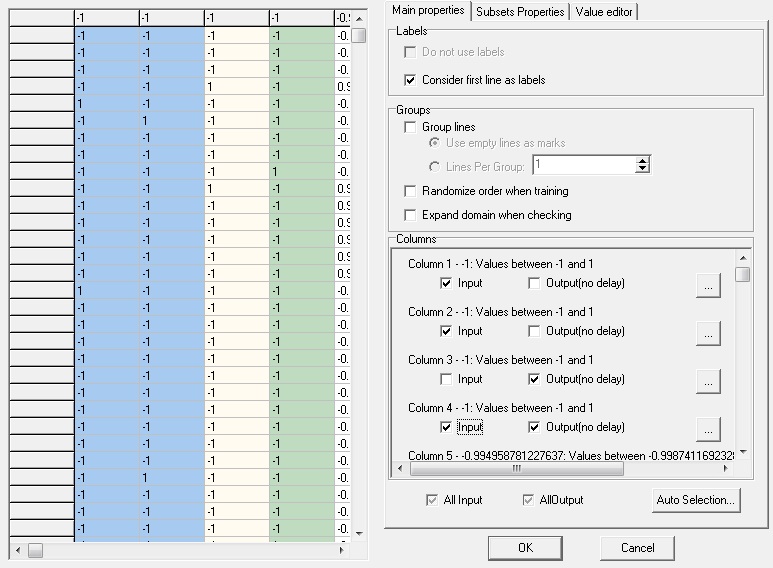 -1 -1 -1 -1 -0.9
-1 -1 -1 -1 -0.
-1 -1 -1 -1 -0.
-1 -1 -1 -1 -0.
-1 -1 1 -1 0.9
1 -1 -1 -1 -0.
-1 1 -1 -1 -0.
-1 -1 -1 -1 -0.
-1 -1 -1 -1 -0.
-1 -1 -1 1 -0.
-1 -1 1 -1 0.9
-1 -1 -1 -1 0.9
-1 -1 -1 -1 0.9
-1 -1 -1 -1 0.9
-1 -1 -1 -1 0.9
-1 -1 -1 -1 0.9
1 -1 -1 -1 -0.
-1 -1 -1 -1 -0.
-1 -1 -1 -1 -0.
-1 -1 -1 -1 -0.
-1 -1 -1 -1 -0.
-1 -1 -1 -1 -0.
-1 -1 -1 -1 -0.
-1 -1 -1 -1 -0.
-1 -1 -1 -1 -0.
-1 -1 -1 -1 -0.
-1 -1 -1 -1 -0.
-1 1 -1 -1 -0.
-1 -1 -1 -1 -0.
-1 -1 -1 -1 -0.
-1 -1 -1 -1 -0.
Main properties Subsets Properties Value editor
Labels
Do not use labels
Consider first line as labels
Groups
Group lines
Use empty lines as marks
Lines Per Group: 1
Randomize order when training
Expand domain when checking
Columns
Column 1 - -1: Values between -1 and 1
Input Output(no delay) ...
Column 2 - -1: Values between -1 and 1
Input Output(no delay) ...
Column 3 - -1: Values between -1 and 1
Input Output(no delay) ...
Column 4 - -1: Values between -1 and 1
Input Output(no delay) ...
Column 5 - -0.994958781227637: Values between -0.9987411692328
All Input AllOutput Auto Selection...
OK Cancel